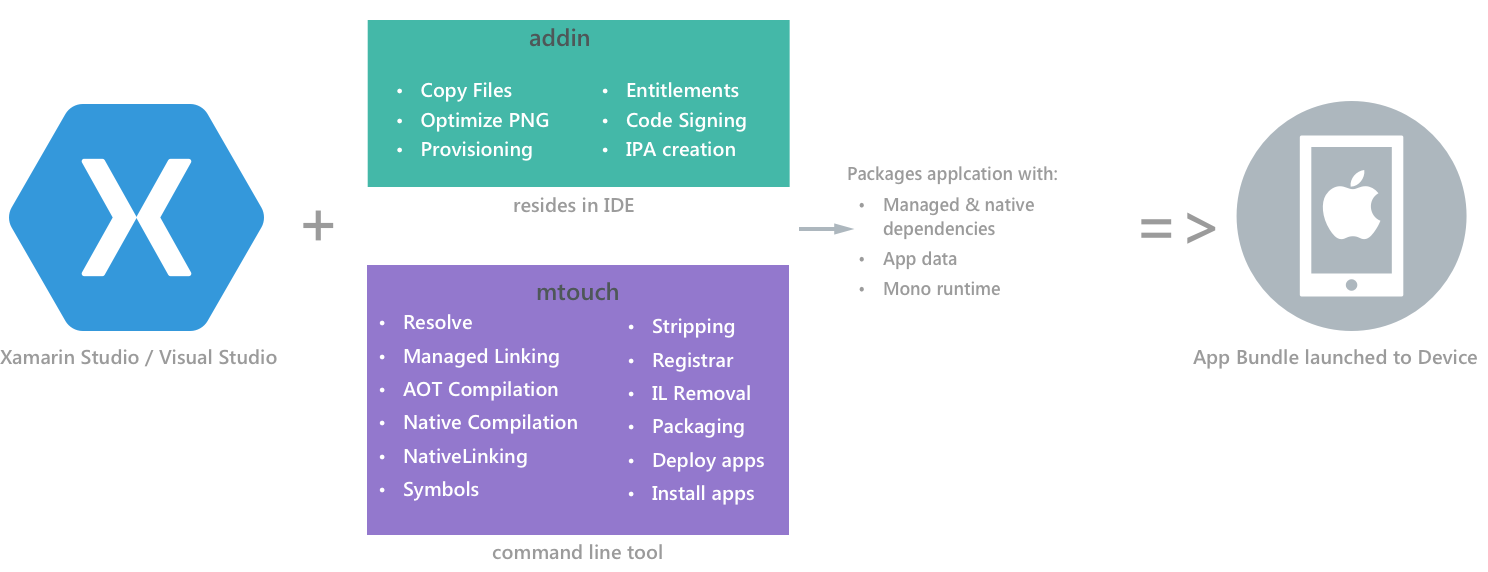 addin
• Copy Files
• Optimize PNG
• Provisioning
• Entitlements
• Code Signing
• IPA creation
resides in IDE
X
+
Xamarin Studio / Visual Studio
mtouch
• Resolve
• Managed Linking
• AOT Compilation
• Native Compilation
• NativeLinking
• Symbols
• Stripping
• Registrar
• IL Removal
• Packaging
• Deploy apps
• Install apps
command line tool
Packages applcation with:
• Managed & native
dependencies
• App data
• Mono runtime
= >
App Bundle launched to Device